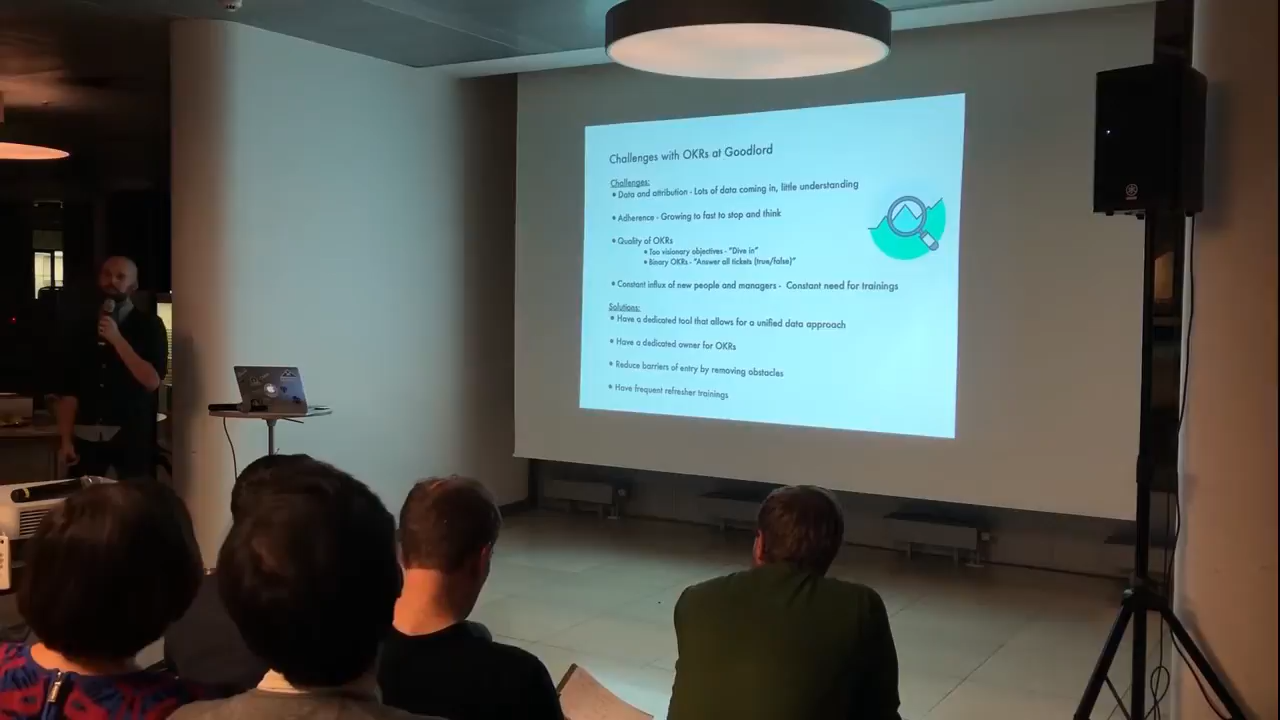 Challenges with OKRs at Goodlord
Challenges:
• Data and attribution - Lots of data coming in, little understanding
• Adherence - Growing to fast to stop and think
• Quality of OKRs
• Too visionary objectives - "Dive in"
• Binary OKRs - "Answer all tickets (true/false)"
• Constant influx of new people and managers - Constant need for trainings
Solutions:
• Have a dedicated tool that allows for a unified data approach
• Have a dedicated owner for OKRs
• Reduce barriers of entry by removing obstacles
• Have frequent refresher trainings